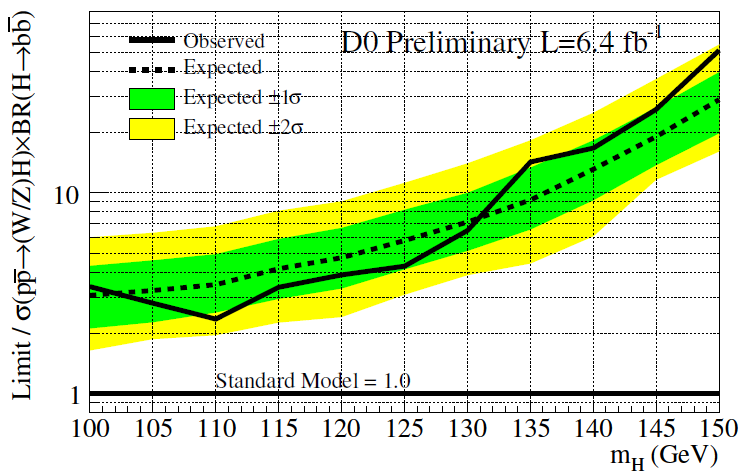 Observed
D0 Preliminary L=6.4 fb⁻¹
Expected
Expected ±1σ
Expected ±2σ
Limit / σ(pp̅→(W/Z)H)×BR(H→bb̅)
10
1
Standard Model = 1.0
100 105 110 115 120 125 130 135 140 145 150
m_H (GeV)